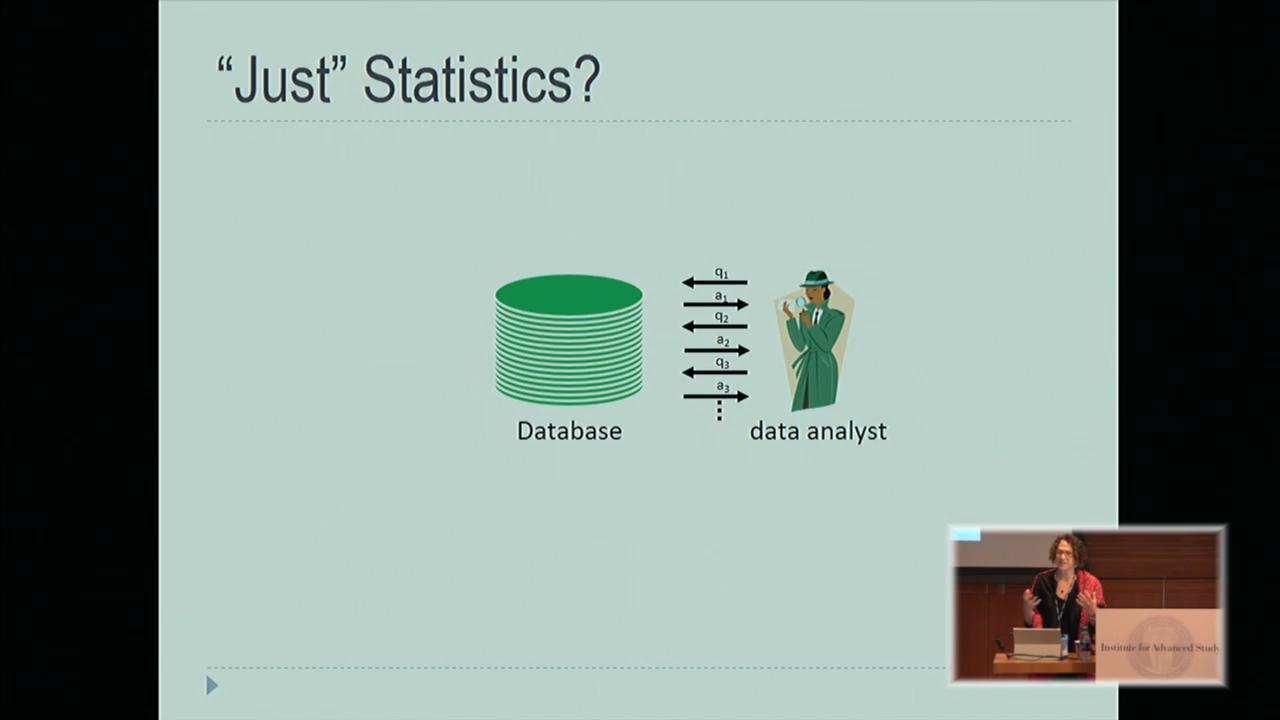 “Just” Statistics?
q1
a1
q2
a2
q3
a3
Database
data analyst
Institute for Advanced Study